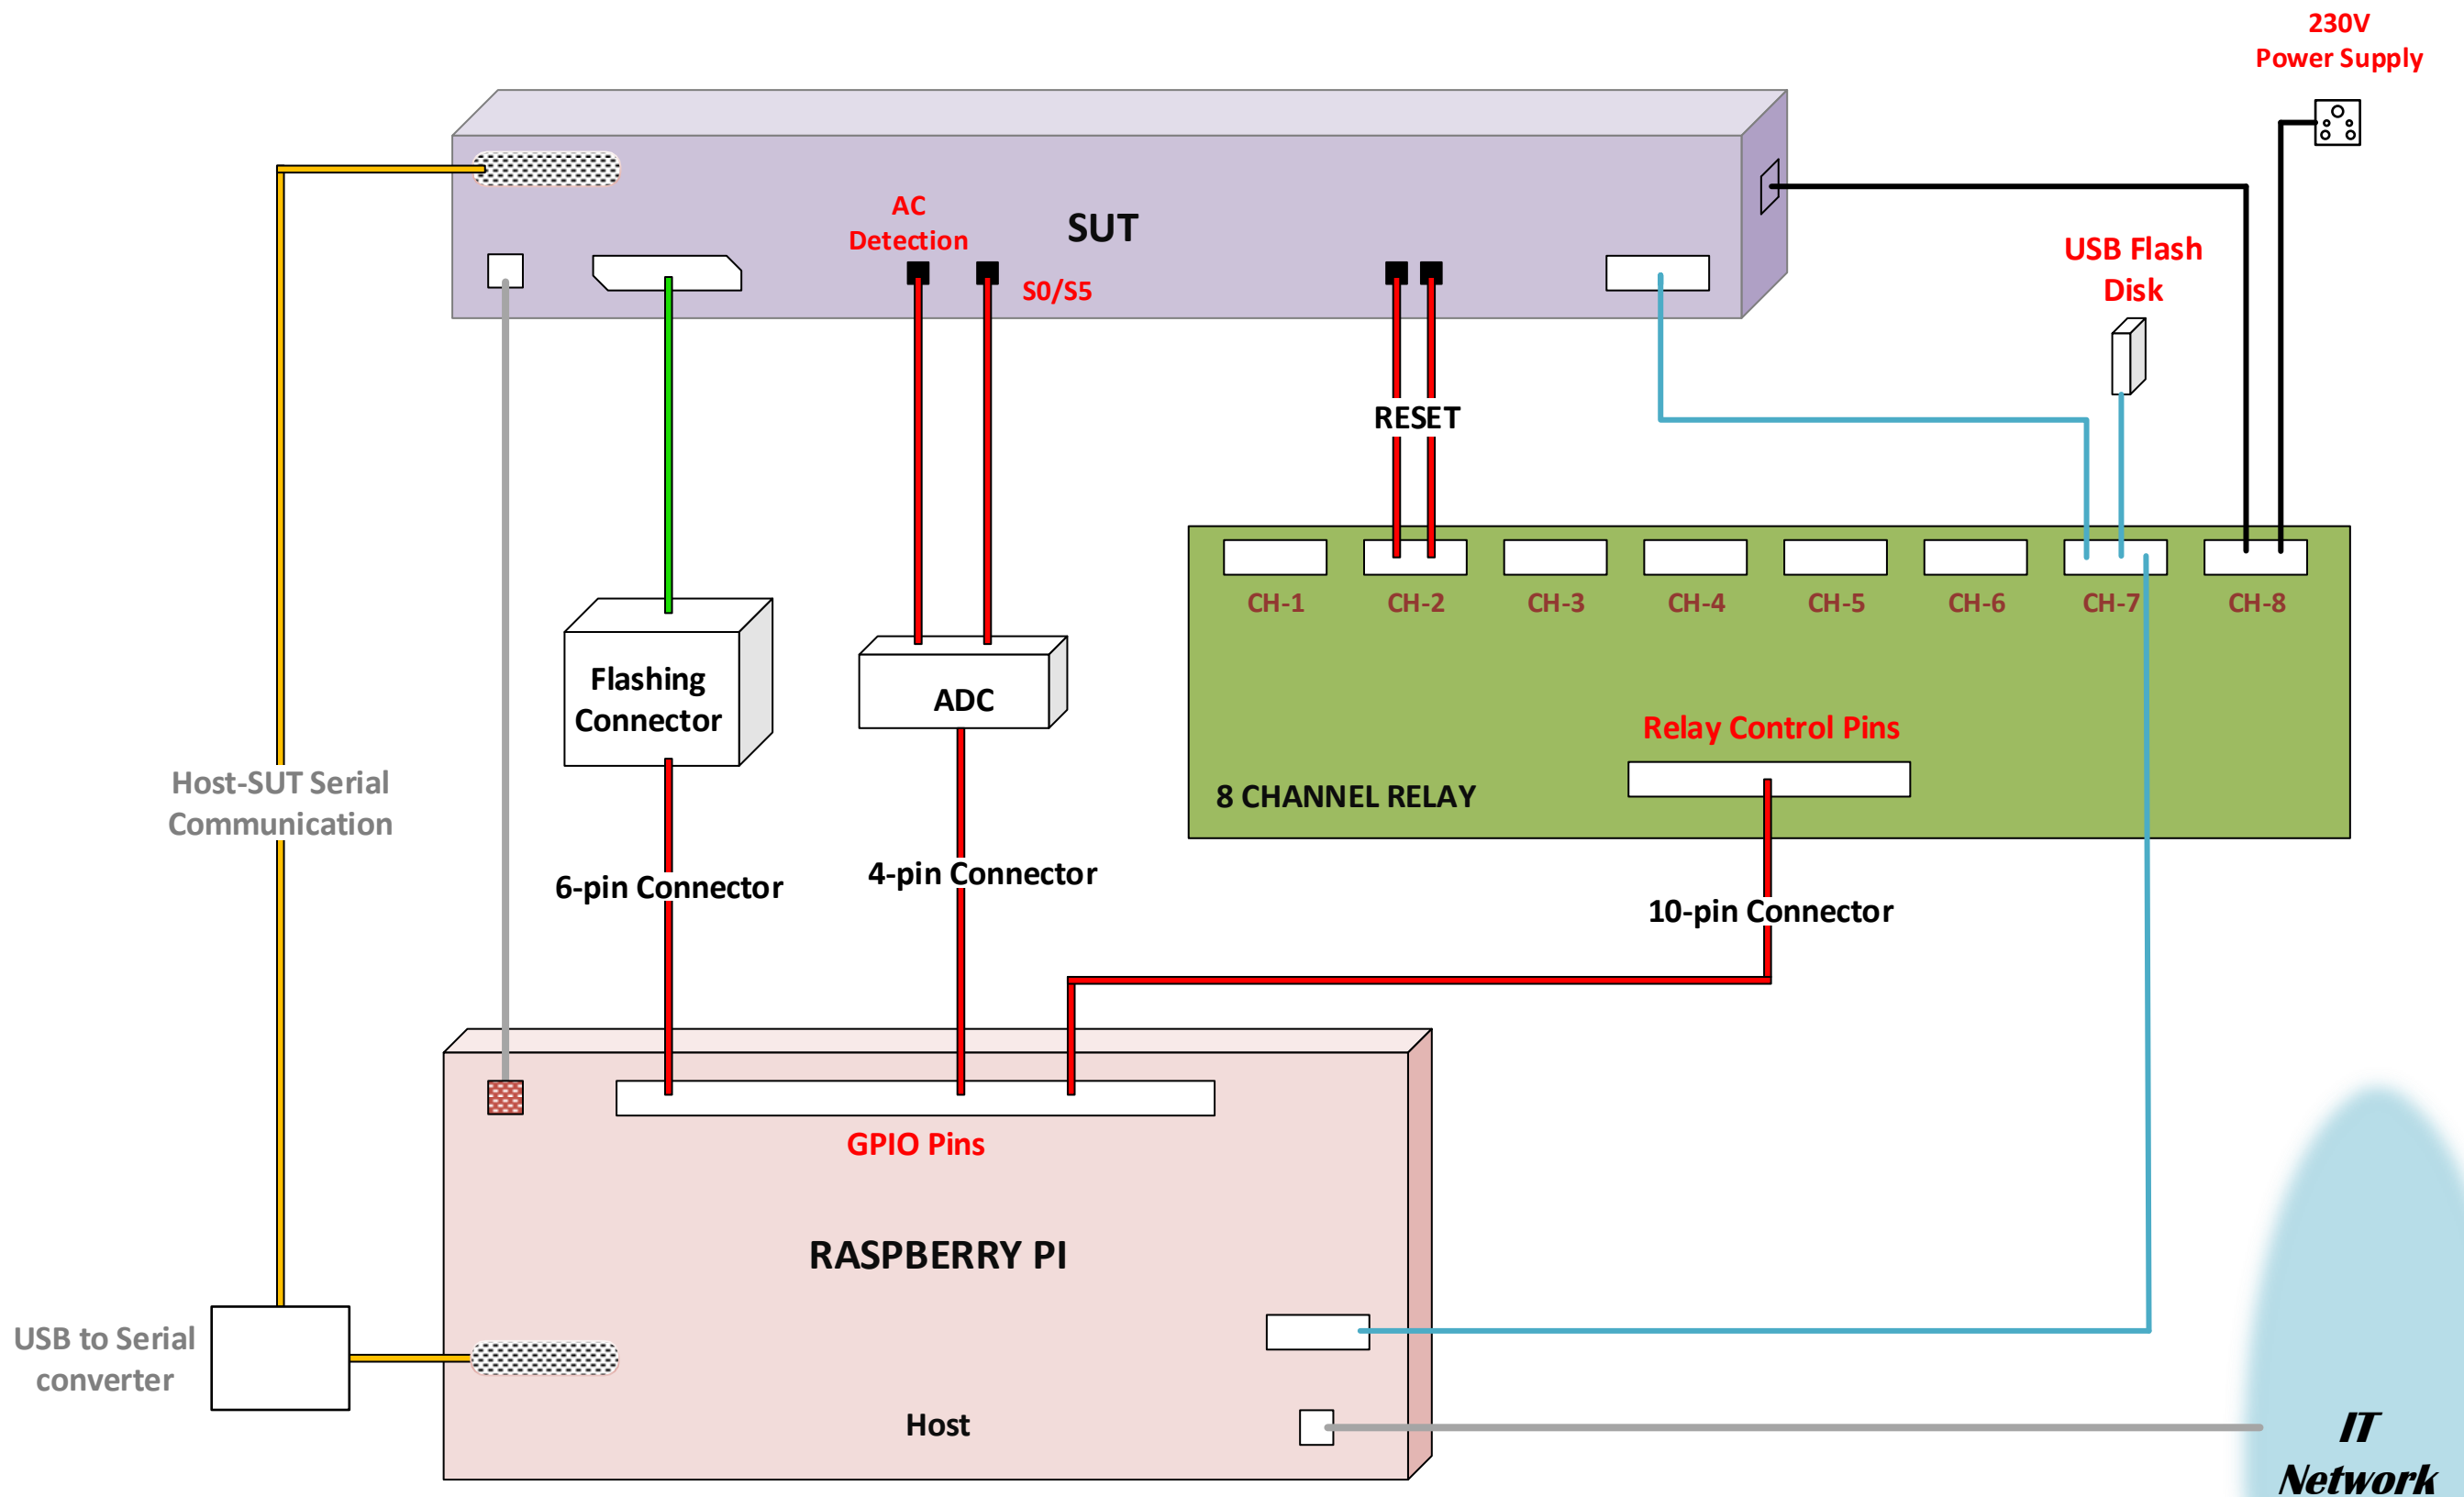 230V
Power Supply
AC
Detection
SUT
S0/S5
USB Flash
Disk
RESET
CH-1
CH-2
CH-3
CH-4
CH-5
CH-6
CH-7
CH-8
Flashing
Connector
ADC
Relay Control Pins
8 CHANNEL RELAY
Host-SUT Serial
Communication
6-pin Connector
4-pin Connector
10-pin Connector
GPIO Pins
RASPBERRY PI
USB to Serial
converter
Host
IT
Network